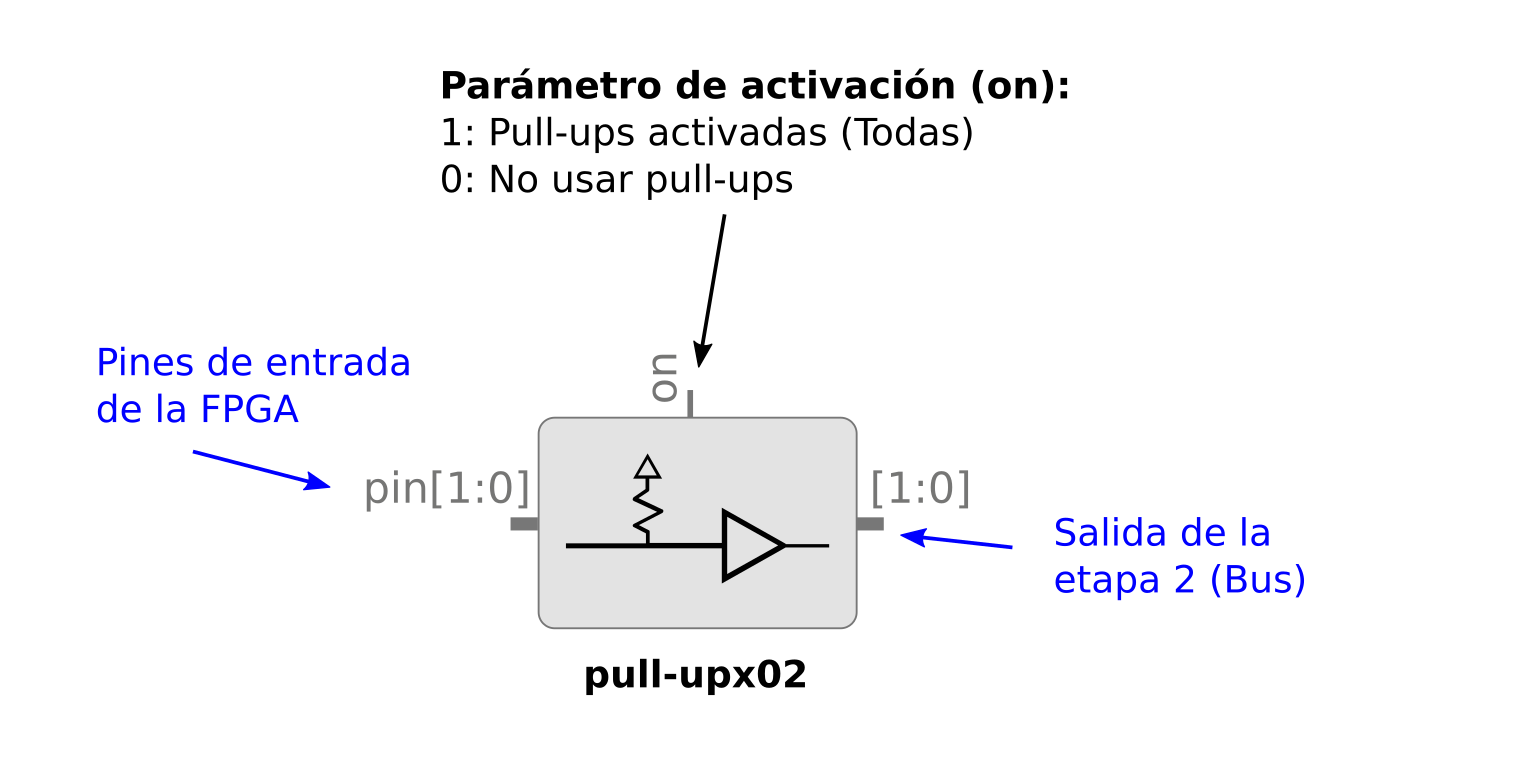 Parámetro de activación (on):
1: Pull-ups activadas (Todas)
0: No usar pull-ups
Pines de entrada
de la FPGA
on
pin[1:0]
[1:0]
Salida de la
etapa 2 (Bus)
pull-upx02